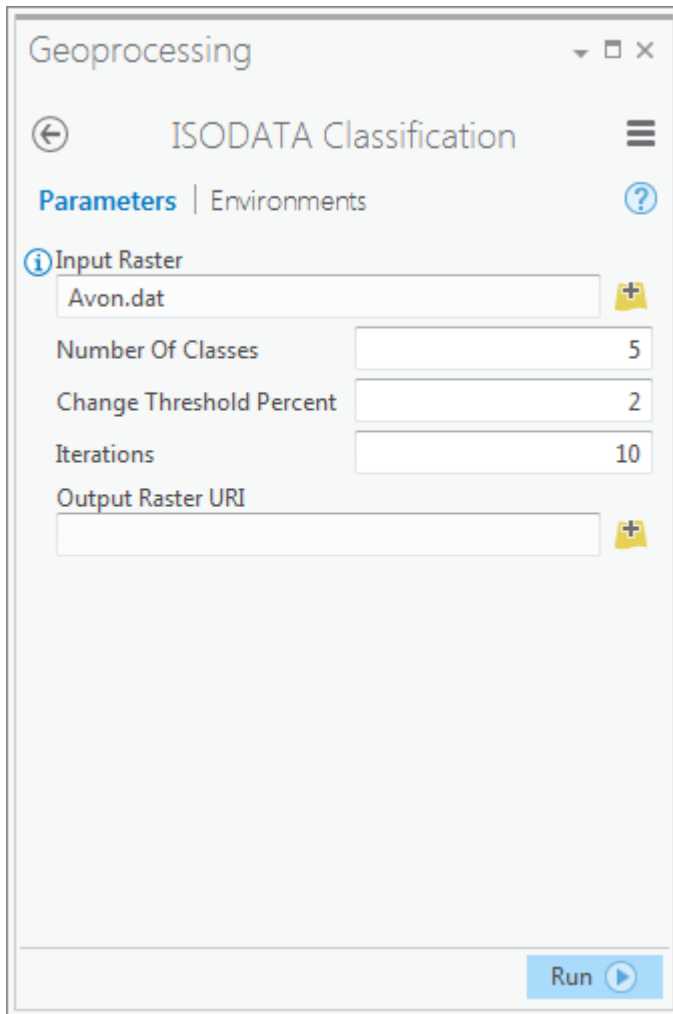 Geoprocessing
ISODATA Classification
Parameters | Environments
?
i Input Raster
Avon.dat
Number Of Classes 5
Change Threshold Percent 2
Iterations 10
Output Raster URI
Run